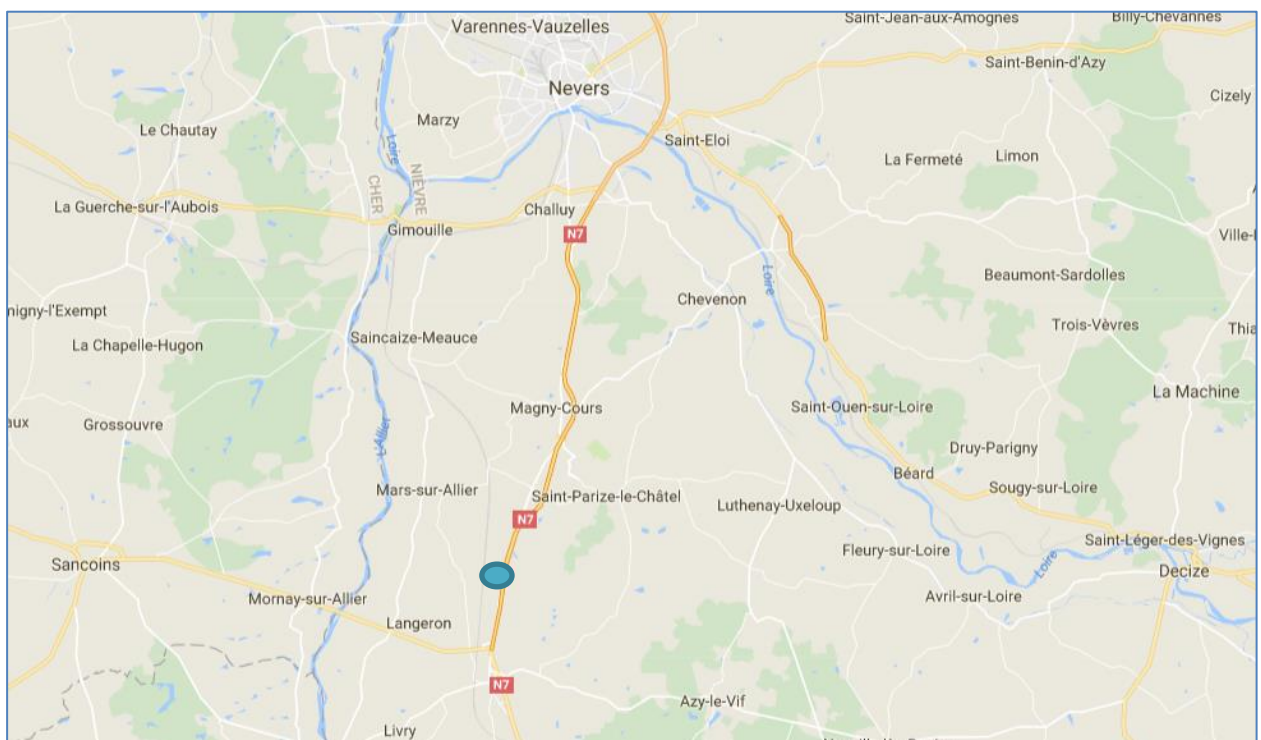 Saint-Jean-aux-Amognes
Billy-Chevannes
Varennes-Vauzelles
Saint-Benin-d'Azy
Nevers
Cizely
Marzy
Le Chautay
Loire
Saint-Eloi
La Fermeté
Limon
NIÈVRE
CHER
La Guerche-sur-l'Aubois
Challuy
Gimouille
N7
Loire
Beaumont-Sardolles
Chevenon
nigny-l'Exempt
Trois-Vèvres
Thia
Saincaize-Meauce
La Chapelle-Hugon
La Machine
Magny-Cours
Saint-Ouen-sur-Loire
aux
Grossouvre
L'Allier
Druy-Parigny
Béard
Mars-sur-Allier
Saint-Parize-le-Châtel
Sougy-sur-Loire
Luthenay-Uxeloup
N7
Saint-Léger-des-Vignes
Fleury-sur-Loire
Sancoins
Loire
Decize
Mornay-sur-Allier
Avril-sur-Loire
Langeron
N7
Azy-le-Vif
Livry